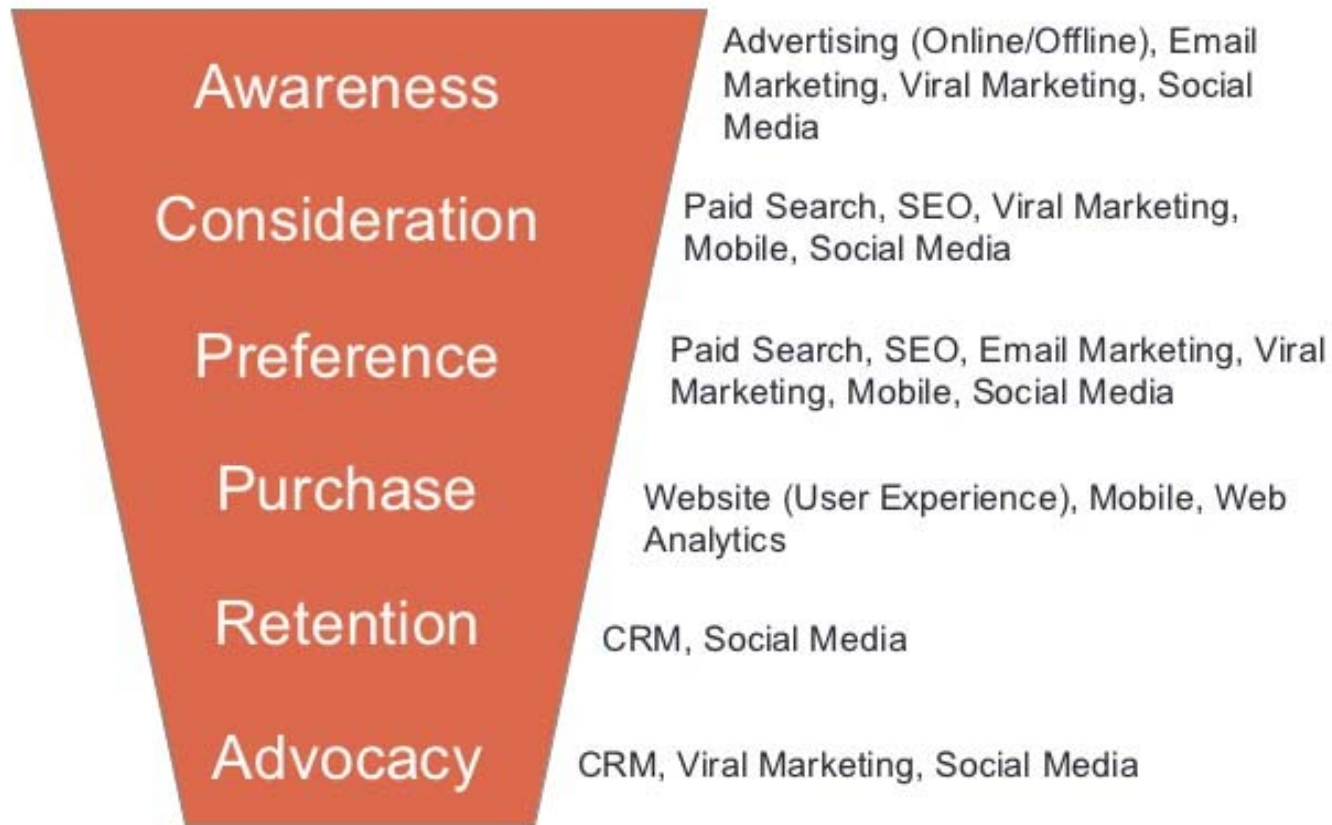 Awareness
Advertising (Online/Offline), Email
Marketing, Viral Marketing, Social
Media
Consideration
Paid Search, SEO, Viral Marketing,
Mobile, Social Media
Preference
Paid Search, SEO, Email Marketing, Viral
Marketing, Mobile, Social Media
Purchase
Website (User Experience), Mobile, Web
Analytics
Retention
CRM, Social Media
Advocacy
CRM, Viral Marketing, Social Media